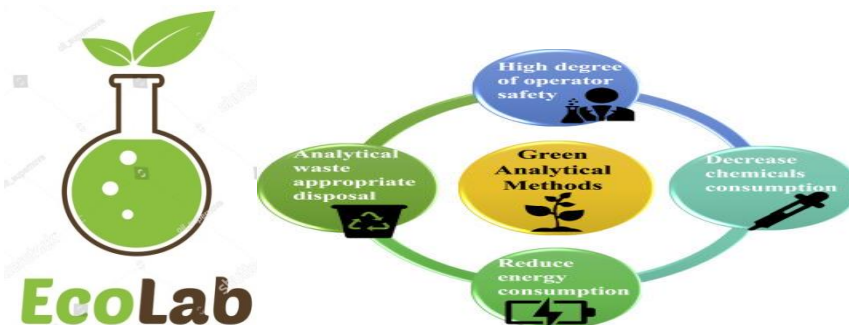 EcoLab
High degree
of operator
safety
Analytical
waste
appropriate
disposal
Green
Analytical
Methods
Decrease
chemicals
consumption
Reduce
energy
consumption